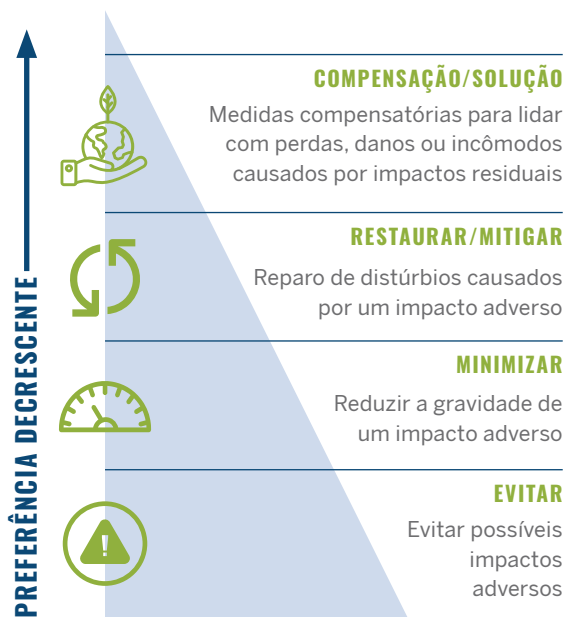 PREFERÊNCIA DECRESCENTE
COMPENSAÇÃO/SOLUÇÃO
Medidas compensatórias para lidar
com perdas, danos ou incômodos
causados por impactos residuais
RESTAURAR/MITIGAR
Reparo de distúrbios causados
por um impacto adverso
MINIMIZAR
Reduzir a gravidade de
um impacto adverso
EVITAR
Evitar possíveis
impactos
adversos
!